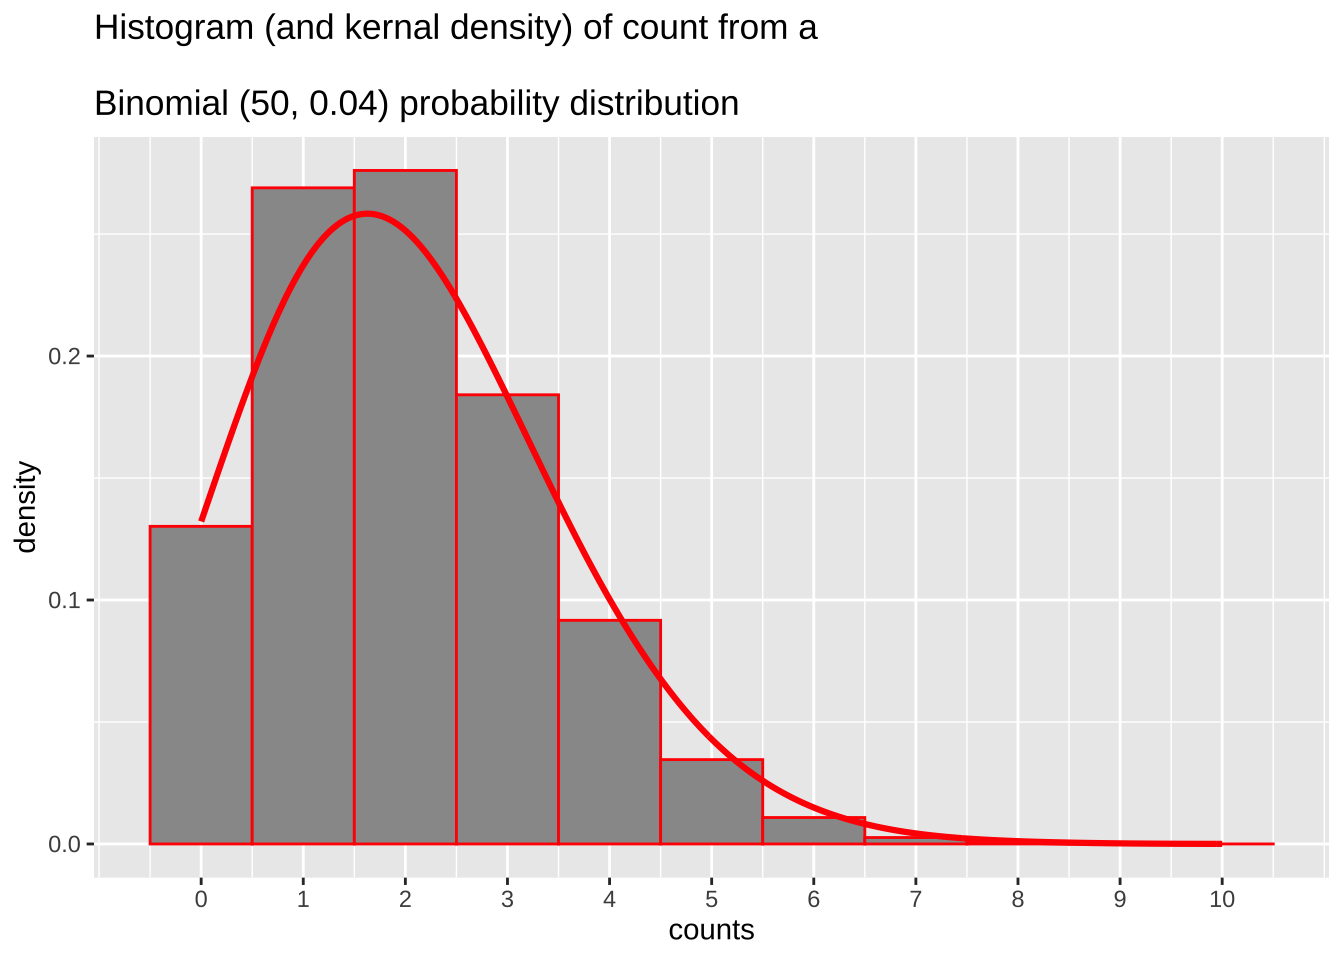 Histogram (and kernal density) of count from a
Binomial (50, 0.04) probability distribution
density
0.2
0.1
0.0
0 1 2 3 4 5 6 7 8 9 10
counts